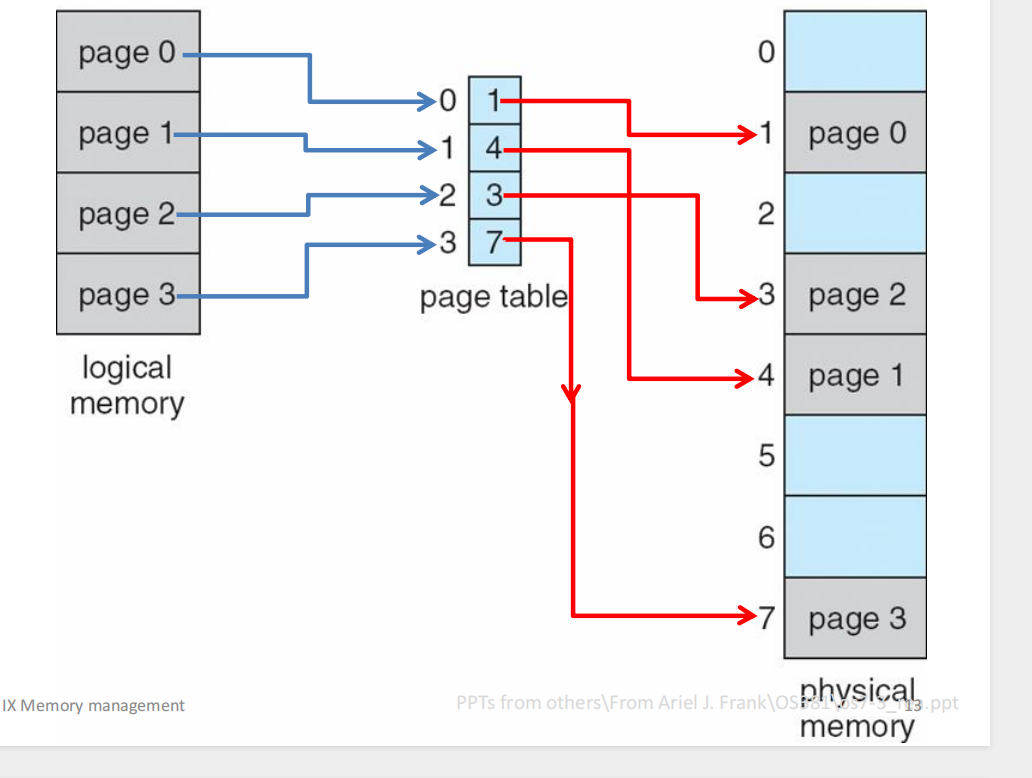 page 0
page 1
page 2
page 3
logical
memory
0 1
1 4
2 3
3 7
page table
0
1 page 0
2
3 page 2
4 page 1
5
6
7 page 3
physical
memory
IX Memory management
PPTs from others\From Ariel J. Frank\OS381\os7-3_rea.ppt
13